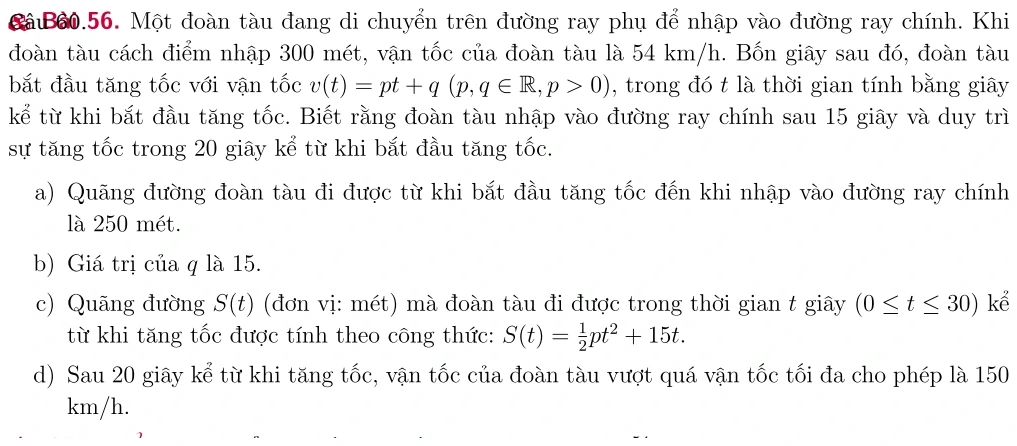 Bài .56. Một đoàn tàu đang di chuyển trên đường ray phụ để nhập vào đường ray chính. Khi
đoàn tàu cách điểm nhập 300 mét, vận tốc của đoàn tàu là 54 km/h. Bốn giây sau đó, đoàn tàu
bắt đầu tăng tốc với vận tốc v(t) = pt + q (p, q ∈ ℝ, p > 0), trong đó t là thời gian tính bằng giây
kể từ khi bắt đầu tăng tốc. Biết rằng đoàn tàu nhập vào đường ray chính sau 15 giây và duy trì
sự tăng tốc trong 20 giây kể từ khi bắt đầu tăng tốc.
a) Quãng đường đoàn tàu đi được từ khi bắt đầu tăng tốc đến khi nhập vào đường ray chính
là 250 mét.
b) Giá trị của q là 15.
c) Quãng đường S(t) (đơn vị: mét) mà đoàn tàu đi được trong thời gian t giây (0 ≤ t ≤ 30) kể
từ khi tăng tốc được tính theo công thức: S(t) = ½pt² + 15t.
d) Sau 20 giây kể từ khi tăng tốc, vận tốc của đoàn tàu vượt quá vận tốc tối đa cho phép là 150
km/h.